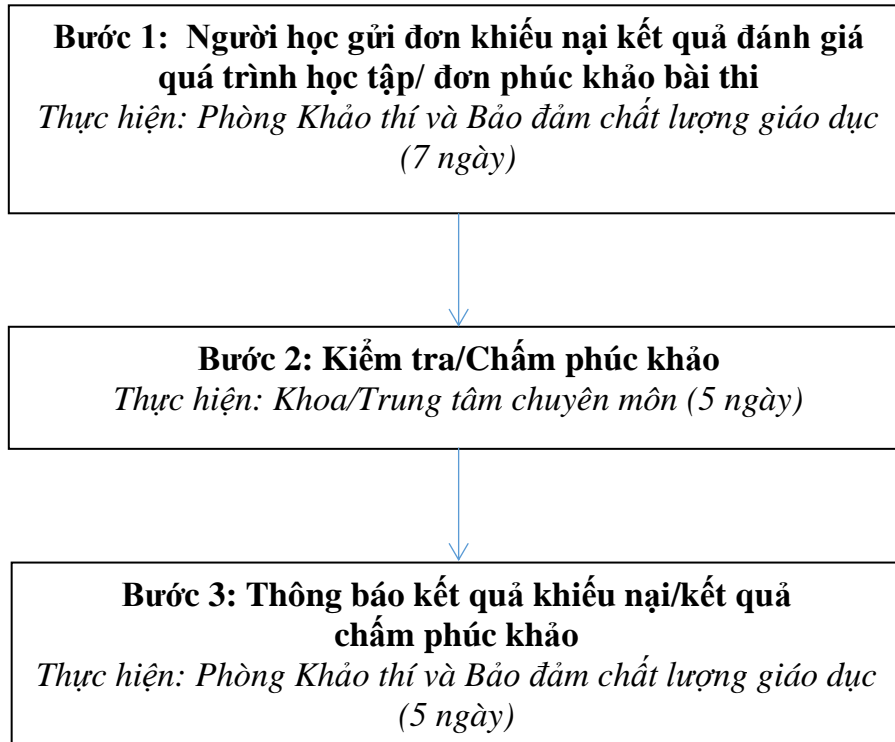 Bước 1: Người học gửi đơn khiếu nại kết quả đánh giá
quá trình học tập/ đơn phúc khảo bài thi
Thực hiện: Phòng Khảo thí và Bảo đảm chất lượng giáo dục
(7 ngày)
Bước 2: Kiểm tra/Chấm phúc khảo
Thực hiện: Khoa/Trung tâm chuyên môn (5 ngày)
Bước 3: Thông báo kết quả khiếu nại/kết quả
chấm phúc khảo
Thực hiện: Phòng Khảo thí và Bảo đảm chất lượng giáo dục
(5 ngày)